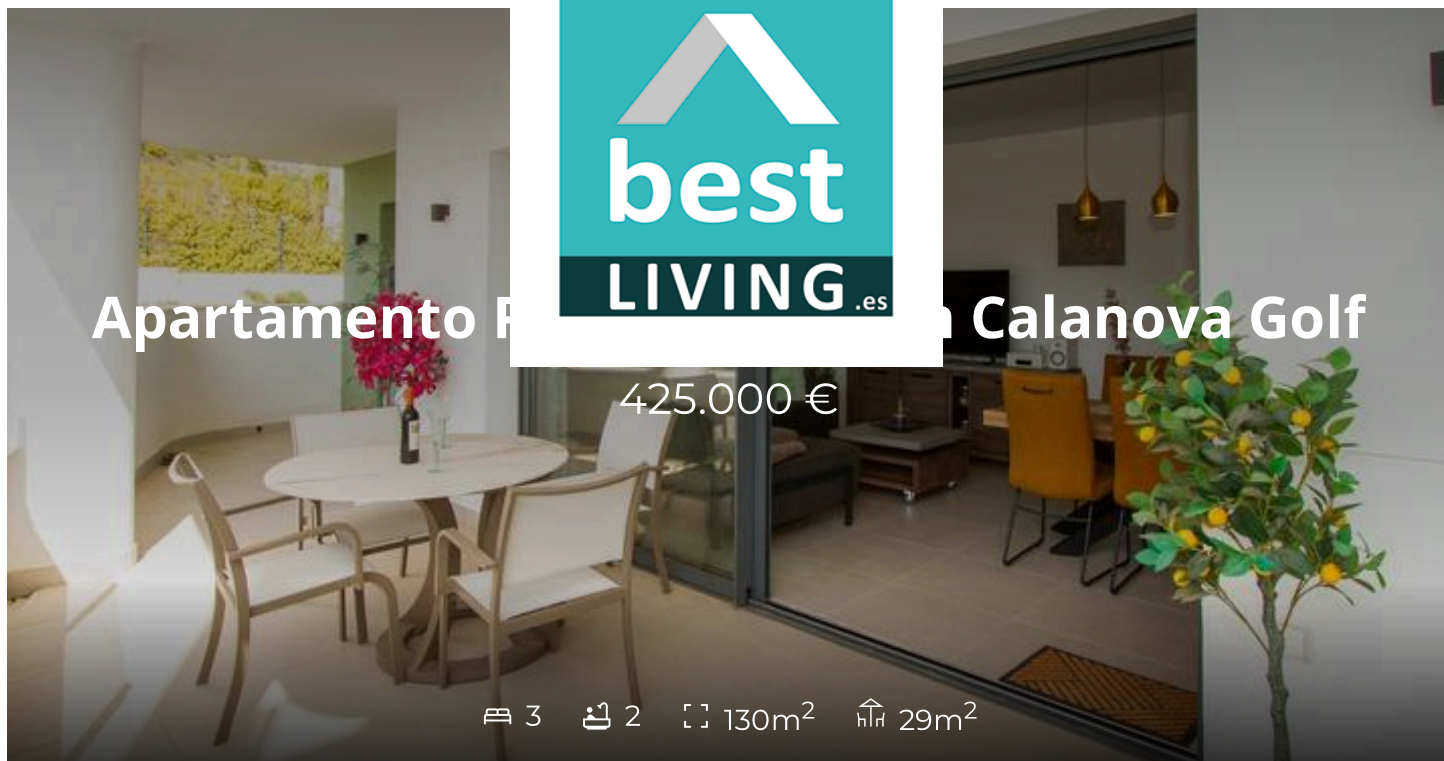 best
LIVING.es
Apartamento Calanova Golf
425.000 €
3 2 130m² 29m²